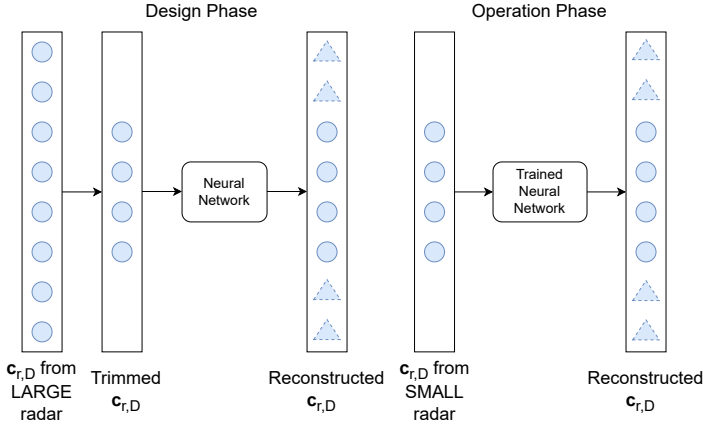 Design Phase
Operation Phase
Neural
Network
Trained
Neural
Network
c_r,D from
LARGE
radar
Trimmed
c_r,D
Reconstructed
c_r,D
c_r,D from
SMALL
radar
Reconstructed
c_r,D